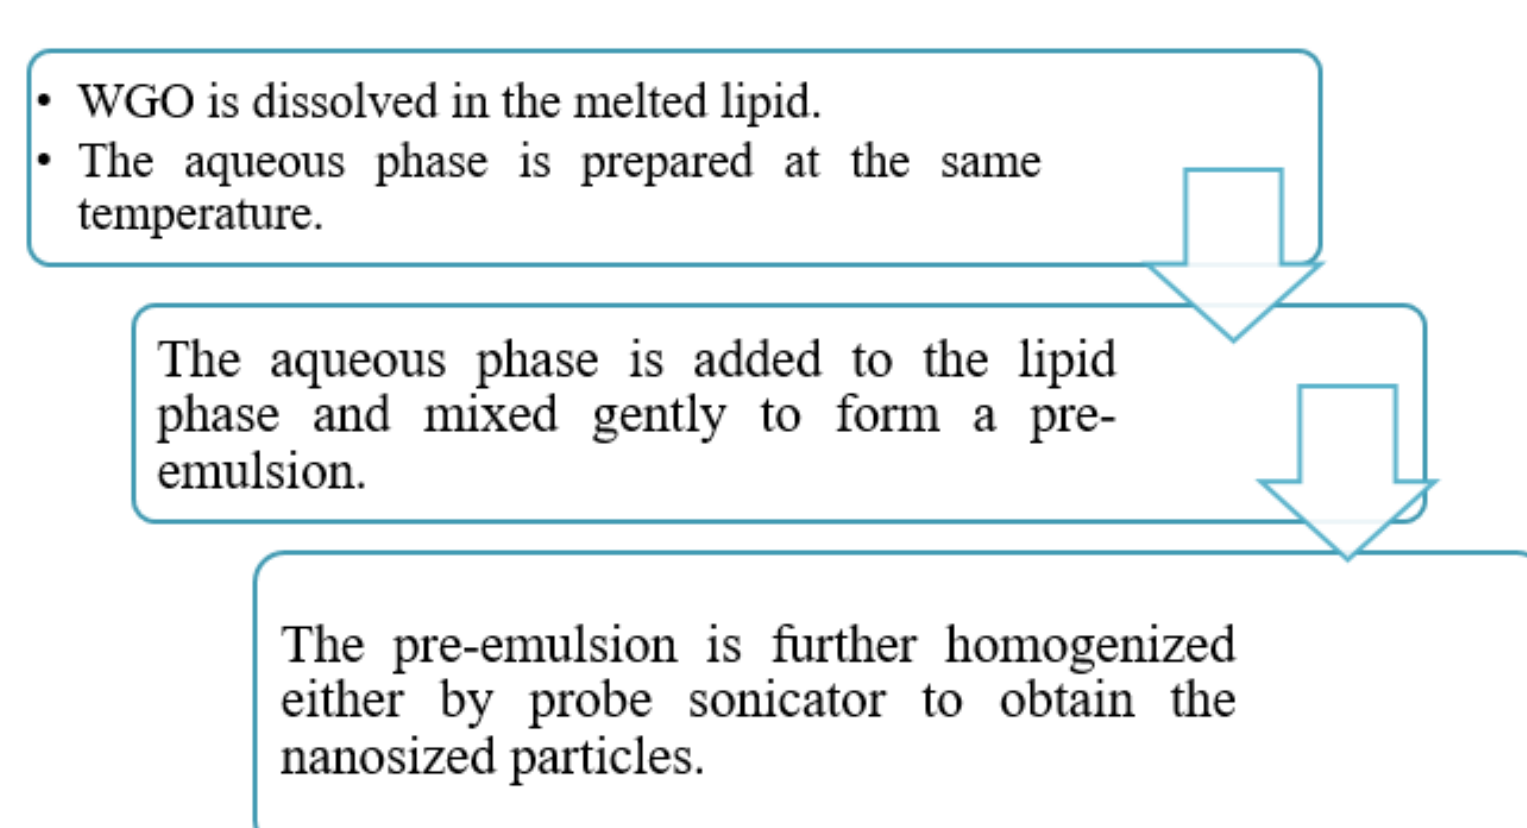 • WGO is dissolved in the melted lipid.
• The aqueous phase is prepared at the same
temperature.
The aqueous phase is added to the lipid
phase and mixed gently to form a pre-
emulsion.
The pre-emulsion is further homogenized
either by probe sonicator to obtain the
nanosized particles.